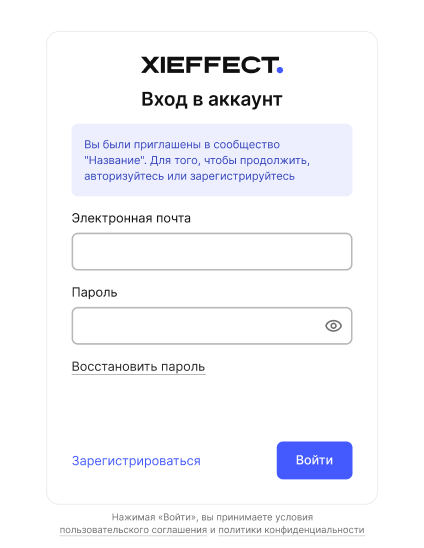 XIEFFECT.
Вход в аккаунт
Вы были приглашены в сообщество
"Название". Для того, чтобы продолжить,
авторизуйтесь или зарегистрируйтесь
Электронная почта
Пароль
Восстановить пароль
Зарегистрироваться
Войти
Нажимая «Войти», вы принимаете условия
пользовательского соглашения и политики конфиденциальности